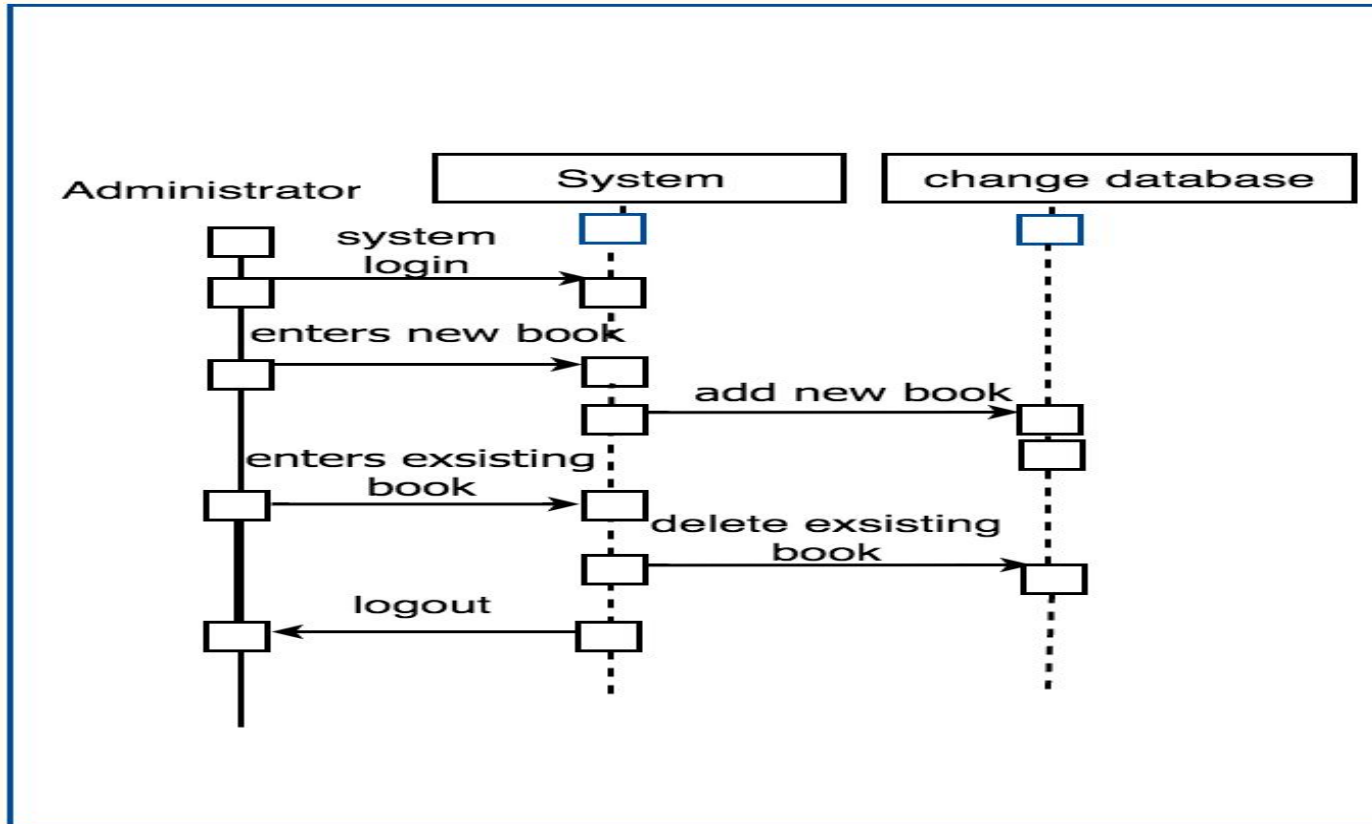 Administrator
System
change database
system
login
enters new book
add new book
enters exsisting
book
delete exsisting
book
logout